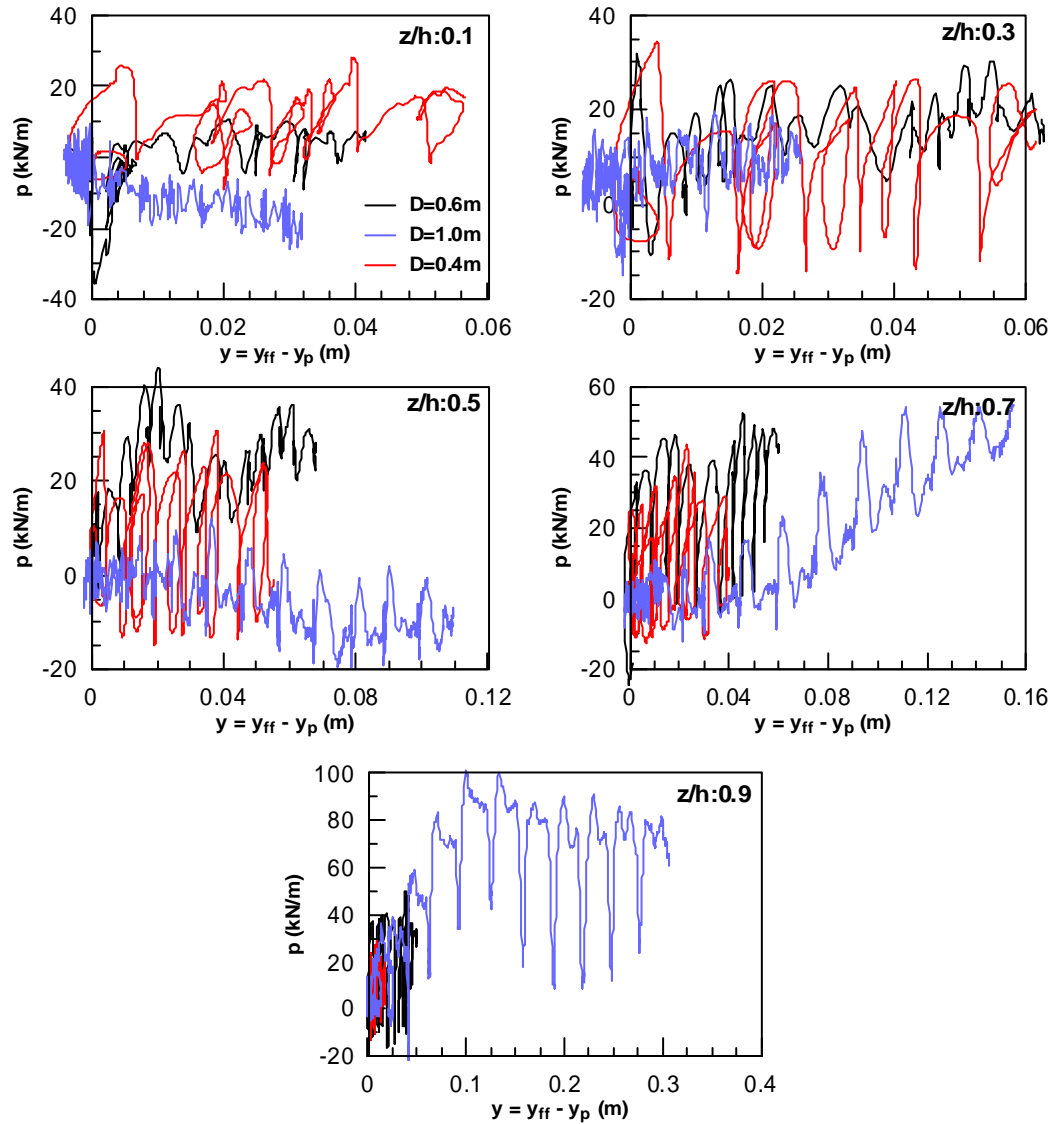 40
20
0
-20
-40
p (kN/m)
z/h:0.1
D=0.6m
D=1.0m
D=0.4m
0 0.02 0.04 0.06
y = yff - yp (m)
40
20
0
-20
p (kN/m)
z/h:0.3
0 0.02 0.04 0.06
y = yff - yp (m)
40
20
0
-20
p (kN/m)
z/h:0.5
0 0.04 0.08 0.12
y = yff - yp (m)
60
40
20
0
-20
p (kN/m)
z/h:0.7
0 0.04 0.08 0.12 0.16
y = yff - yp (m)
100
80
60
40
20
0
-20
p (kN/m)
z/h:0.9
0 0.1 0.2 0.3 0.4
y = yff - yp (m)